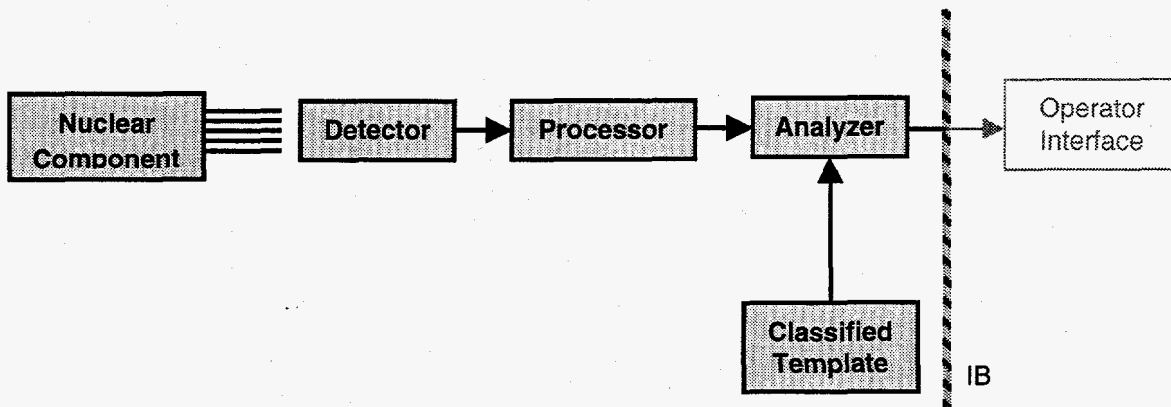 Nuclear
Component
Detector
Processor
Analyzer
Operator
Interface
Classified
Template
IB